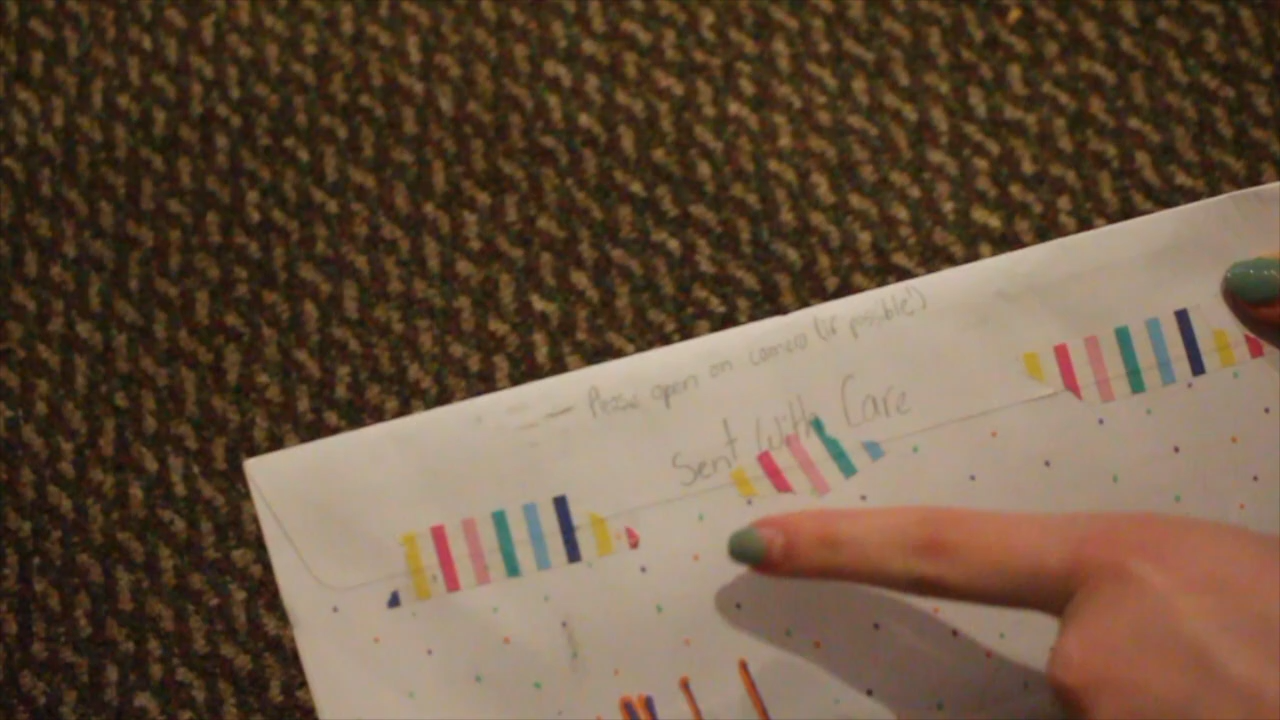 — Please open on camera (if possible!)
Sent With Care